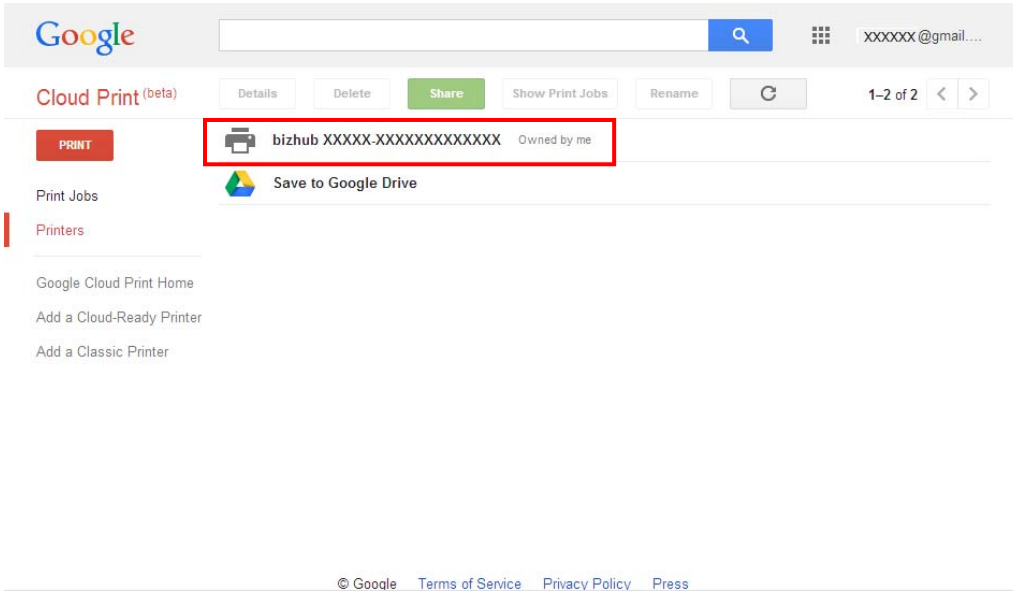 Google
XXXXXX @gmail....
Cloud Print (beta)
Details Delete Share Show Print Jobs Rename 1–2 of 2
PRINT
bizhub XXXXX-XXXXXXXXXXXXX Owned by me
Save to Google Drive
Print Jobs
Printers
Google Cloud Print Home
Add a Cloud-Ready Printer
Add a Classic Printer
© Google Terms of Service Privacy Policy Press